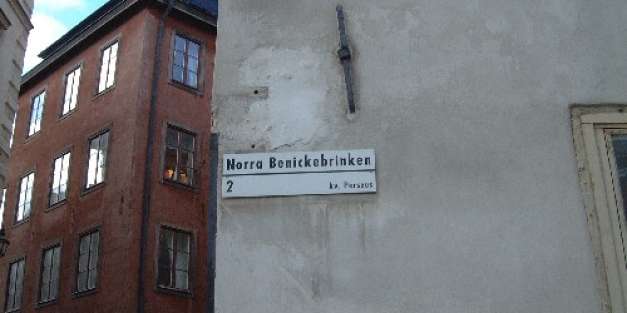 Norra Benickebrinken
2 kv. Perseus